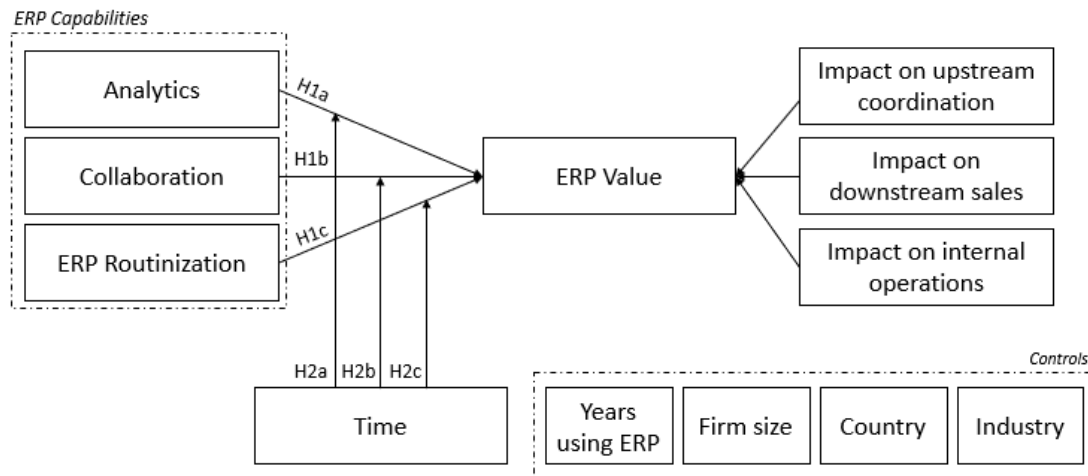 ERP Capabilities
Analytics
Collaboration
ERP Routinization
H1a
H1b
H1c
ERP Value
Impact on upstream
coordination
Impact on
downstream sales
Impact on internal
operations
H2a
H2b
H2c
Time
Controls
Years
using ERP
Firm size
Country
Industry